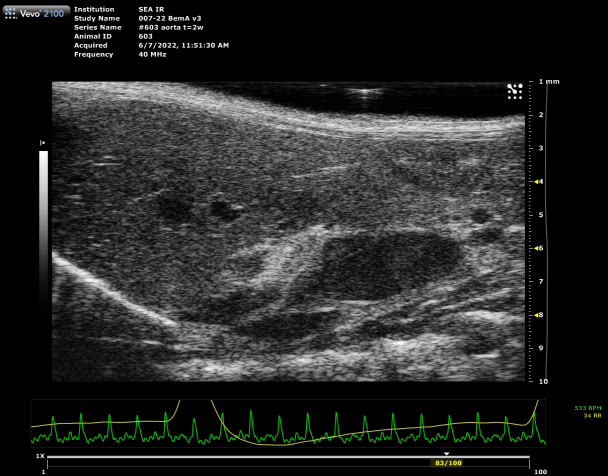 Vevo 2100
Institution SEA IR
Study Name 007-22 BemA v3
Series Name #603 aorta t=2w
Animal ID 603
Acquired 6/7/2022, 11:51:30 AM
Frequency 40 MHz
1 mm
2
3
4
5
6
7
8
9
10
533 BPM
34 RR
1X
83/100
1
100